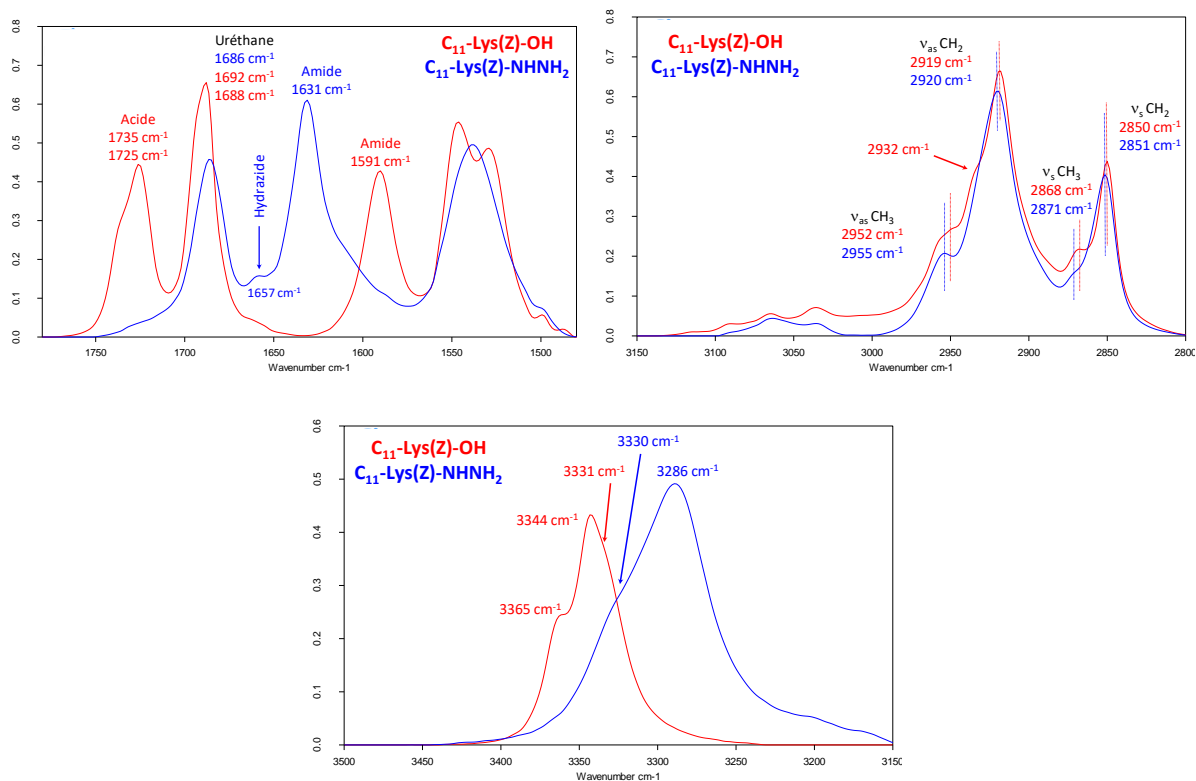 C₁₁-Lys(Z)-OH
C₁₁-Lys(Z)-NHNH₂
Uréthane
1686 cm⁻¹
1692 cm⁻¹
1688 cm⁻¹
Acide
1735 cm⁻¹
1725 cm⁻¹
Amide
1631 cm⁻¹
Hydrazide
1657 cm⁻¹
Amide
1591 cm⁻¹
0.8
0.7
0.6
0.5
0.4
0.3
0.2
0.1
0.0
1750 1700 1650 1600 1550 1500
Wavenumber cm-1
C₁₁-Lys(Z)-OH
C₁₁-Lys(Z)-NHNH₂
νas CH₂
2919 cm⁻¹
2920 cm⁻¹
νs CH₂
2850 cm⁻¹
2851 cm⁻¹
2932 cm⁻¹
νs CH₃
2868 cm⁻¹
2871 cm⁻¹
νas CH₃
2952 cm⁻¹
2955 cm⁻¹
0.8
0.7
0.6
0.5
0.4
0.3
0.2
0.1
0.0
3150 3100 3050 3000 2950 2900 2850 2800
Wavenumber cm-1
C₁₁-Lys(Z)-OH
C₁₁-Lys(Z)-NHNH₂
3330 cm⁻¹
3331 cm⁻¹
3286 cm⁻¹
3344 cm⁻¹
3365 cm⁻¹
0.6
0.5
0.4
0.3
0.2
0.1
0.0
3500 3450 3400 3350 3300 3250 3200 3150
Wavenumber cm-1